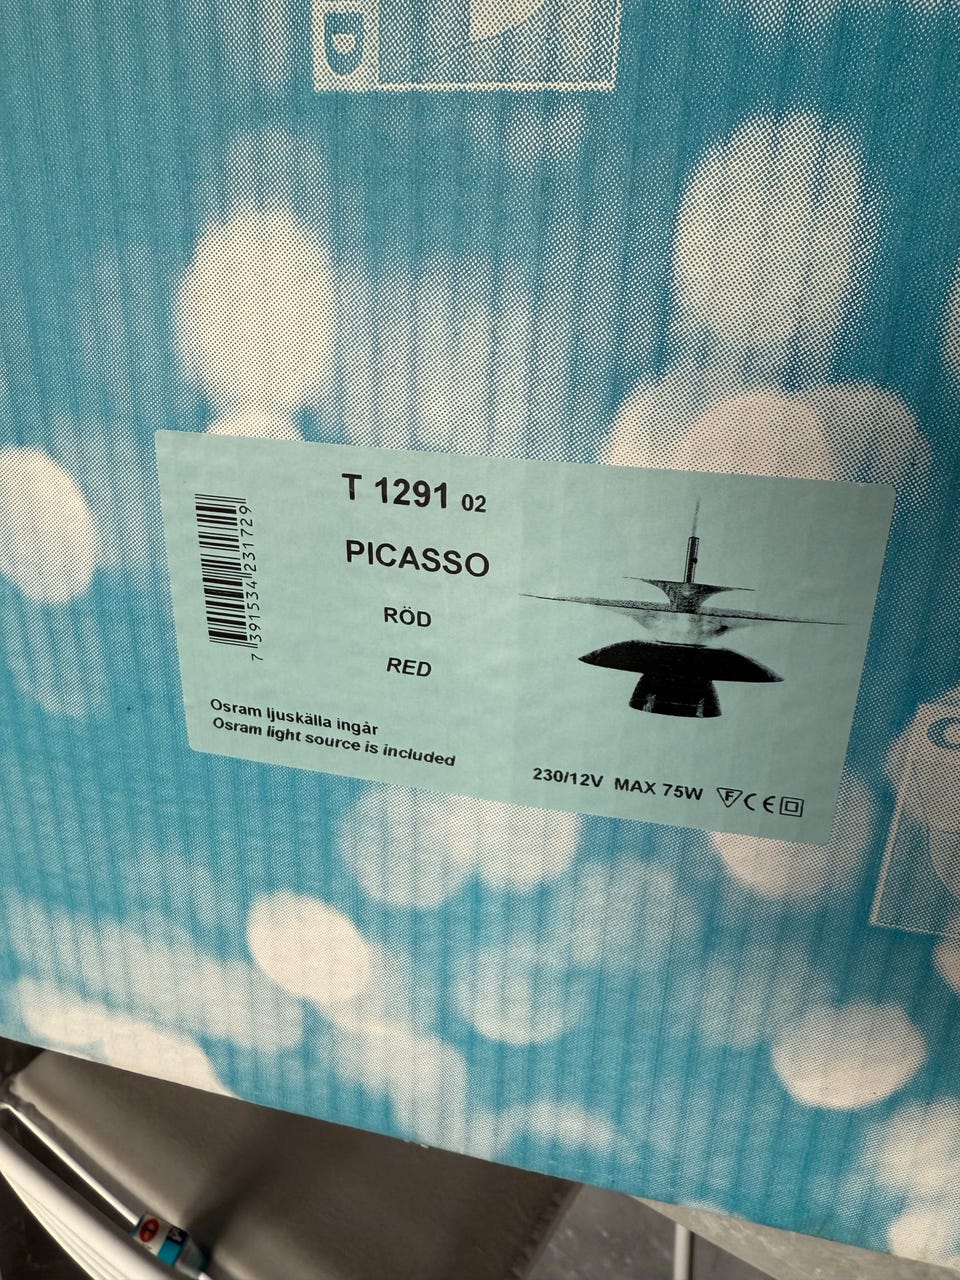 D
T 1291 02
PICASSO
RÖD
RED
7 391534 231729
Osram ljuskälla ingår
Osram light source is included
230/12V MAX 75W F CE